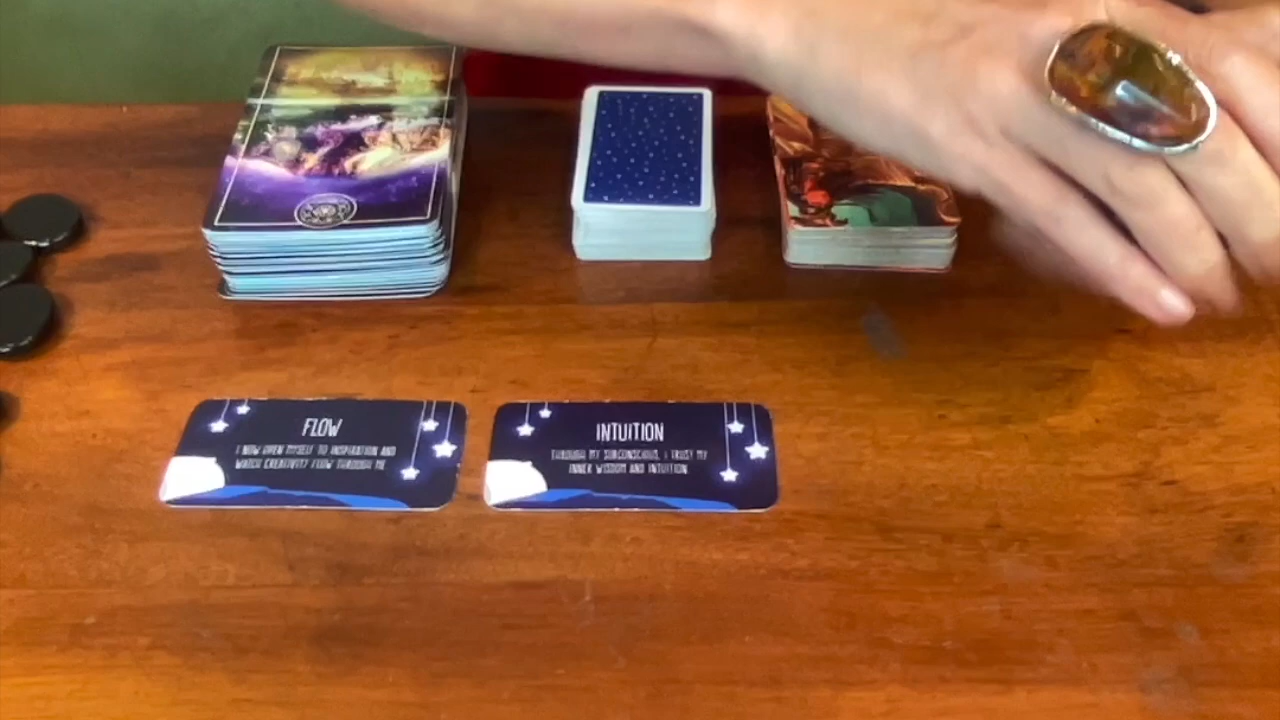 FLOW
I NOW OPEN MYSELF TO INSPIRATION AND
WATCH CREATIVITY FLOW THROUGH ME
INTUITION
THROUGH MY SUBCONSCIOUS, I TRUST MY
INNER WISDOM AND INTUITION